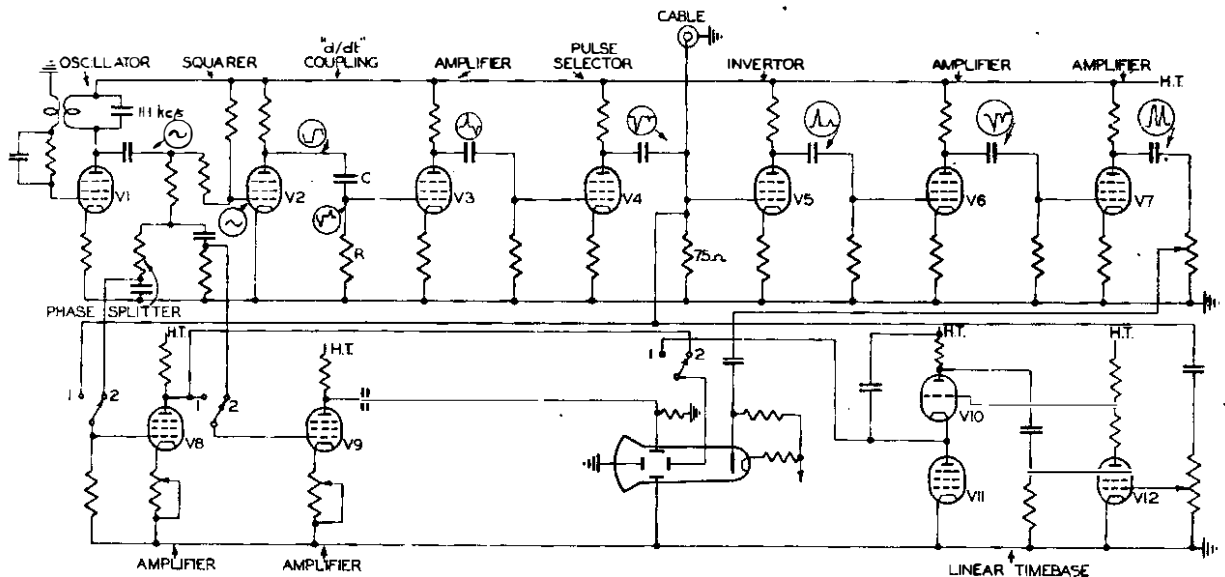 CABLE
OSCILLATOR
SQUARER
"d/dt" COUPLING
AMPLIFIER
PULSE SELECTOR
INVERTOR
AMPLIFIER
AMPLIFIER
H.T.
111 kc/s
V1
V2
C
V3
V4
V5
V6
V7
R
75Ω
PHASE SPLITTER
H.T.
H.T.
1
2
H.T.
H.T.
1
2
1
2
V8
V9
V10
V11
V12
AMPLIFIER
AMPLIFIER
LINEAR TIMEBASE